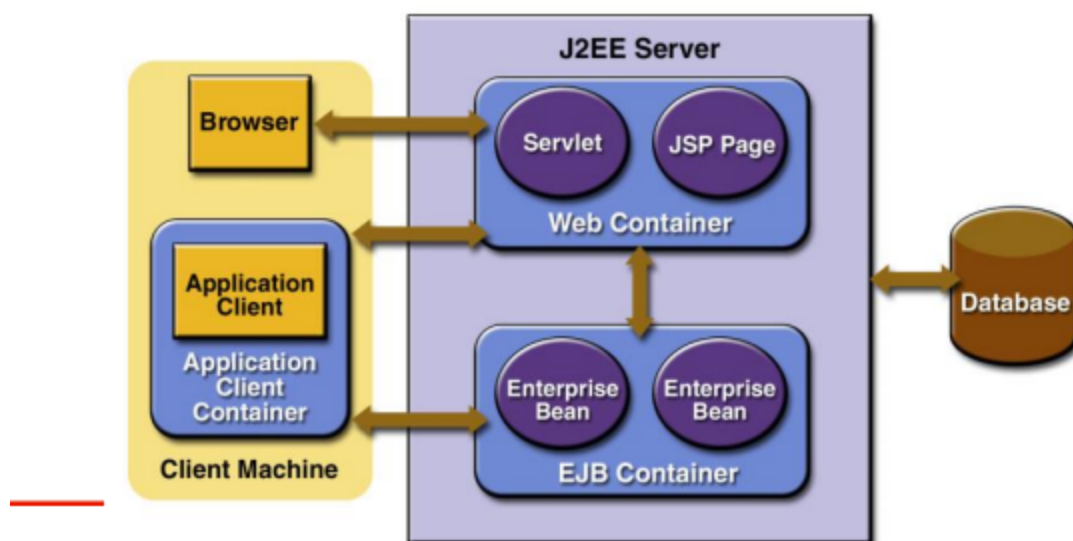 J2EE Server
Browser
Servlet
JSP Page
Web Container
Application
Client
Application
Client
Container
Client Machine
Enterprise
Bean
Enterprise
Bean
EJB Container
Database